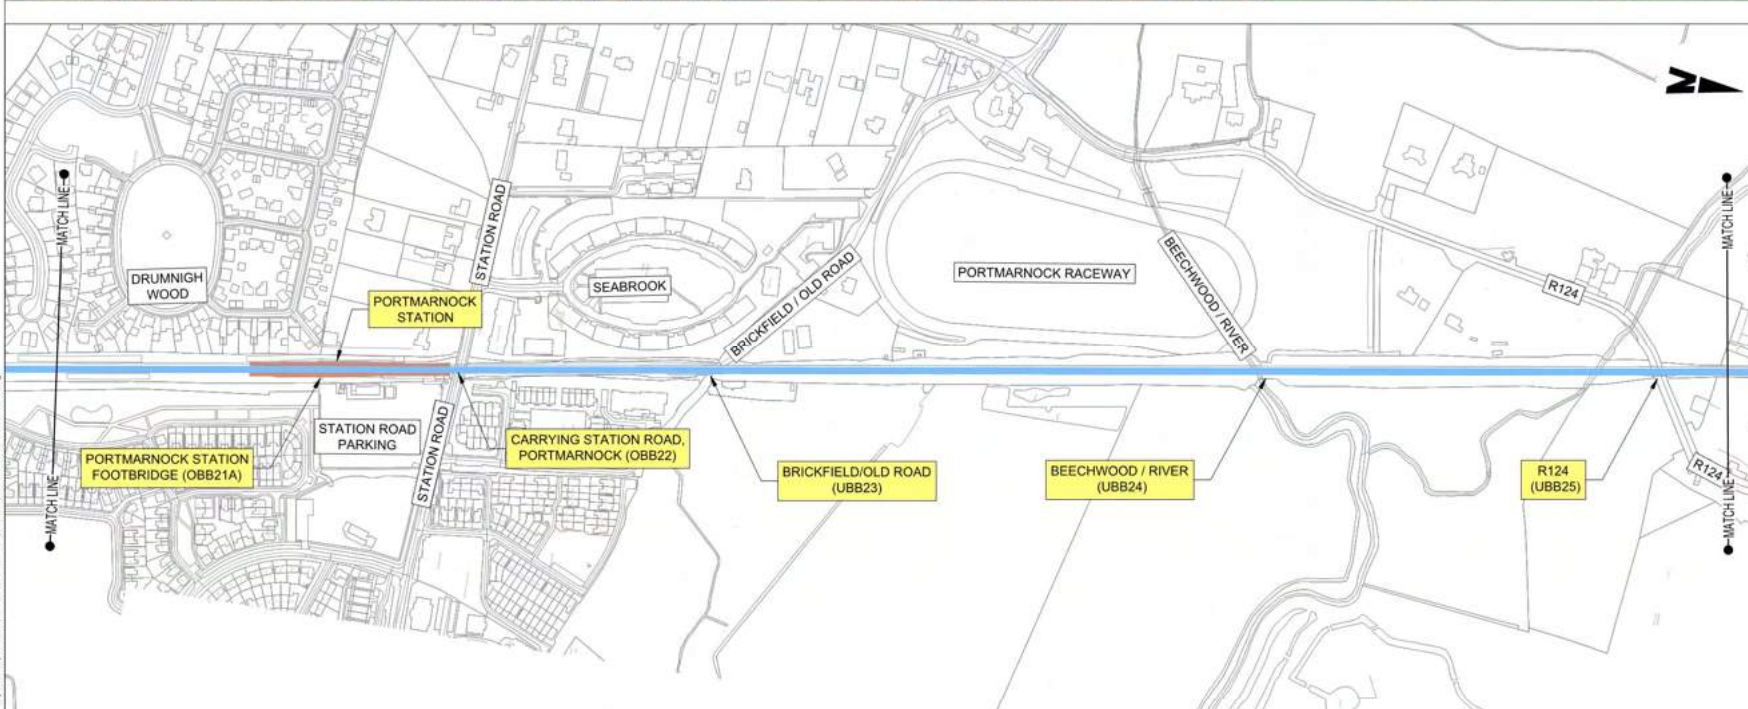 N
MATCH LINE
MATCH LINE
DRUMNIGH
WOOD
PORTMARNOCK
STATION
STATION ROAD
SEABROOK
BRICKFIELD / OLD ROAD
PORTMARNOCK RACEWAY
BEECHWOOD / RIVER
R124
MATCH LINE
STATION ROAD
PARKING
STATION ROAD
PORTMARNOCK STATION
FOOTBRIDGE (OBB21A)
CARRYING STATION ROAD,
PORTMARNOCK (OBB22)
BRICKFIELD/OLD ROAD
(UBB23)
BEECHWOOD / RIVER
(UBB24)
R124
(UBB25)
R124
MATCH LINE